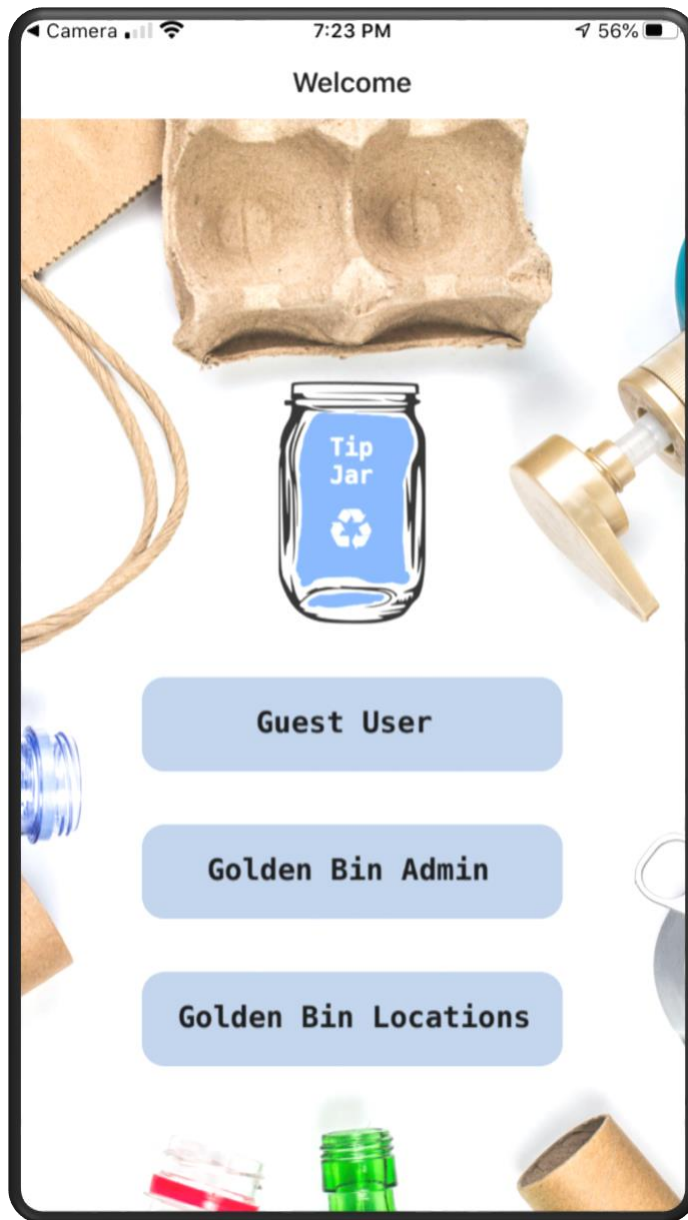 Camera
7:23 PM
56%
Welcome
Tip
Jar
Guest User
Golden Bin Admin
Golden Bin Locations